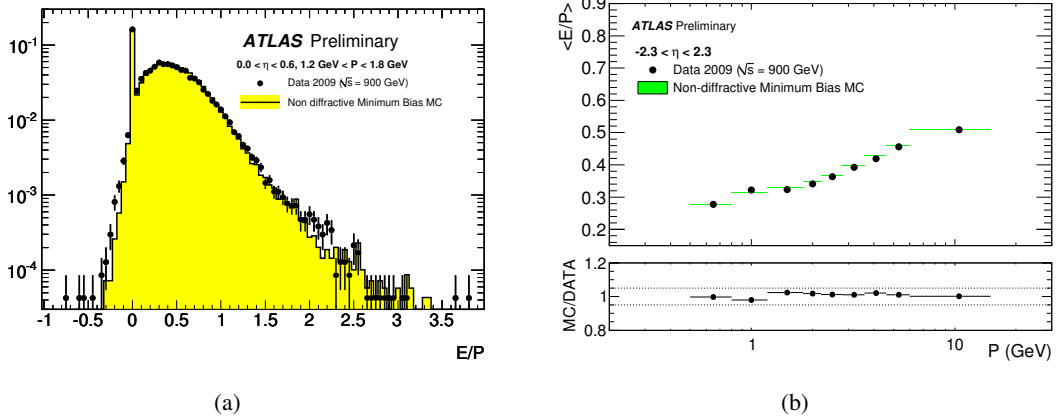 ATLAS Preliminary
0.0 < η < 0.6, 1.2 GeV < P < 1.8 GeV
Data 2009 (√s = 900 GeV)
Non diffractive Minimum Bias MC
10⁻¹
10⁻²
10⁻³
10⁻⁴
-1 -0.5 0 0.5 1 1.5 2 2.5 3 3.5
E/P
(a)
<E/P>
0.9
0.8
0.7
0.6
0.5
0.4
0.3
0.2
ATLAS Preliminary
-2.3 < η < 2.3
Data 2009 (√s = 900 GeV)
Non-diffractive Minimum Bias MC
MC/DATA
1.2
1
0.8
1 10
P (GeV)
(b)